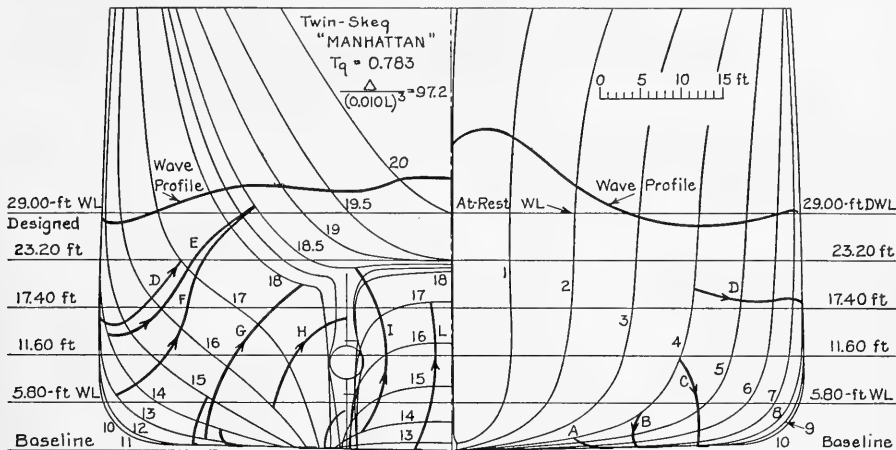 Twin-Skeg
"MANHATTAN"
Tq = 0.783
Δ
(0.010L)³ = 97.2
0 5 10 15 ft
20
Wave
Profile
Wave Profile
29.00-ft WL
Designed
19.5
At-Rest WL
29.00-ft DWL
E
19
18.5
23.20 ft
23.20 ft
D
18
18
1
2
D
F
17
17
17.40 ft
17.40 ft
G
H
I
L
3
16
16
4
11.60 ft
11.60 ft
15
15
C
5
6
7
5.80-ft WL
5.80-ft WL
14
14
B
8
10
13
12
13
A
9
11
10
Baseline
Baseline